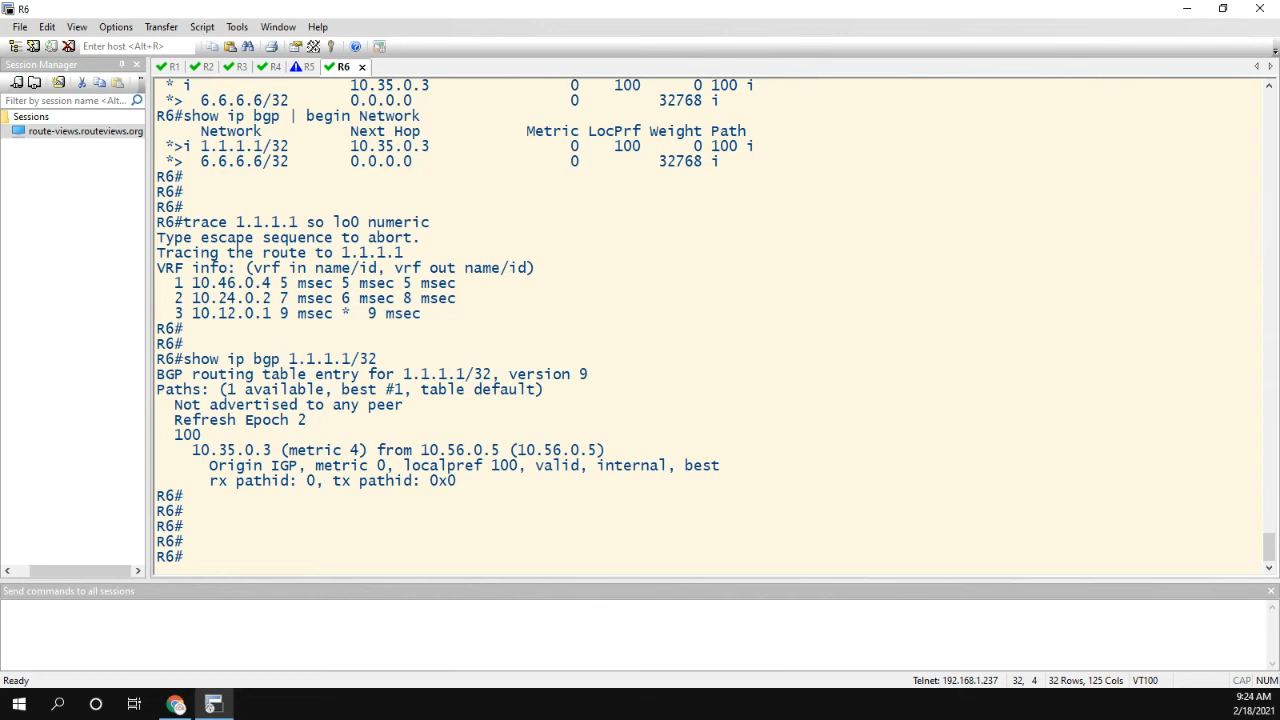 R6
File Edit View Options Transfer Script Tools Window Help
Enter host <Alt+R>
Session Manager
R1 R2 R3 R4 R5 R6
Filter by session name <Alt...
Sessions
route-views.routeviews.org
* i 10.35.0.3 0 100 0 100 i
*> 6.6.6.6/32 0.0.0.0 0 32768 i
R6#show ip bgp | begin Network
Network Next Hop Metric LocPrf Weight Path
*>i 1.1.1.1/32 10.35.0.3 0 100 0 100 i
*> 6.6.6.6/32 0.0.0.0 0 32768 i
R6#
R6#
R6#
R6#trace 1.1.1.1 so lo0 numeric
Type escape sequence to abort.
Tracing the route to 1.1.1.1
VRF info: (vrf in name/id, vrf out name/id)
1 10.46.0.4 5 msec 5 msec 5 msec
2 10.24.0.2 7 msec 6 msec 8 msec
3 10.12.0.1 9 msec * 9 msec
R6#
R6#
R6#show ip bgp 1.1.1.1/32
BGP routing table entry for 1.1.1.1/32, version 9
Paths: (1 available, best #1, table default)
Not advertised to any peer
Refresh Epoch 2
100
10.35.0.3 (metric 4) from 10.56.0.5 (10.56.0.5)
Origin IGP, metric 0, localpref 100, valid, internal, best
rx pathid: 0, tx pathid: 0x0
R6#
R6#
R6#
R6#
R6#
Send commands to all sessions
Ready Telnet: 192.168.1.237 32, 4 32 Rows, 125 Cols VT100 CAP NUM
9:24 AM
2/18/2021